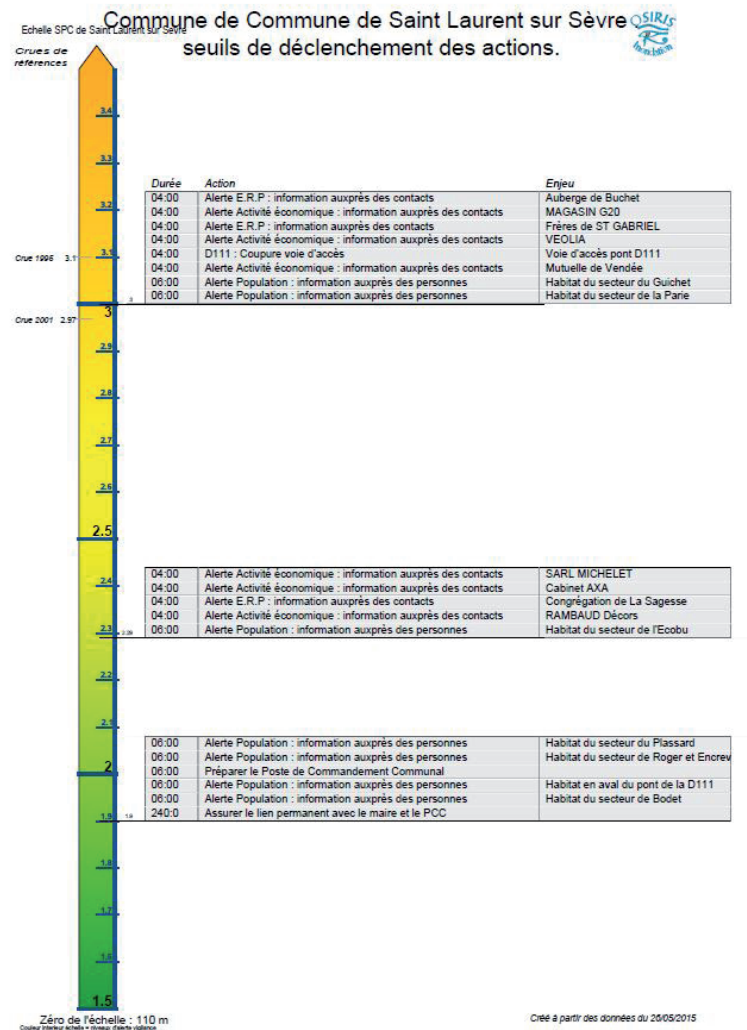 Commune de Commune de Saint Laurent sur Sèvre
seuils de déclenchement des actions.
OSIRIS
Inondation
Echelle SPC de Saint Laurent sur Sèvre
Crues de
références
3.4
3.3
Durée Action Enjeu
04:00 Alerte E.R.P : information auxprès des contacts Auberge de Buchet
3.2 04:00 Alerte Activité économique : information auxprès des contacts MAGASIN G20
04:00 Alerte E.R.P : information auxprès des contacts Frères de ST GABRIEL
04:00 Alerte Activité économique : information auxprès des contacts VEOLIA
Crue 1995 3.1 3.1 04:00 D111 : Coupure voie d'accès Voie d'accès pont D111
04:00 Alerte Activité économique : information auxprès des contacts Mutuelle de Vendée
06:00 Alerte Population : information auxprès des personnes Habitat du secteur du Guichet
3 06:00 Alerte Population : information auxprès des personnes Habitat du secteur de la Parie
3
Crue 2001 2.97
2.9
2.8
2.7
2.6
2.5
04:00 Alerte Activité économique : information auxprès des contacts SARL MICHELET
2.4 04:00 Alerte Activité économique : information auxprès des contacts Cabinet AXA
04:00 Alerte E.R.P : information auxprès des contacts Congrégation de La Sagesse
04:00 Alerte Activité économique : information auxprès des contacts RAMBAUD Décors
2.3 2.29 06:00 Alerte Population : information auxprès des personnes Habitat du secteur de l'Ecobu
2.2
2.1
06:00 Alerte Population : information auxprès des personnes Habitat du secteur du Plassard
06:00 Alerte Population : information auxprès des personnes Habitat du secteur de Roger et Encrev
2 06:00 Préparer le Poste de Commandement Communal
06:00 Alerte Population : information auxprès des personnes Habitat en aval du pont de la D111
06:00 Alerte Population : information auxprès des personnes Habitat du secteur de Bodet
1.9 1.9 240:0 Assurer le lien permanent avec le maire et le PCC
1.8
1.7
1.6
1.5
Zéro de l'échelle : 110 m
Couleur interieur échelle = niveaux d'alerte vigilance
Créé à partir des données du 26/05/2015